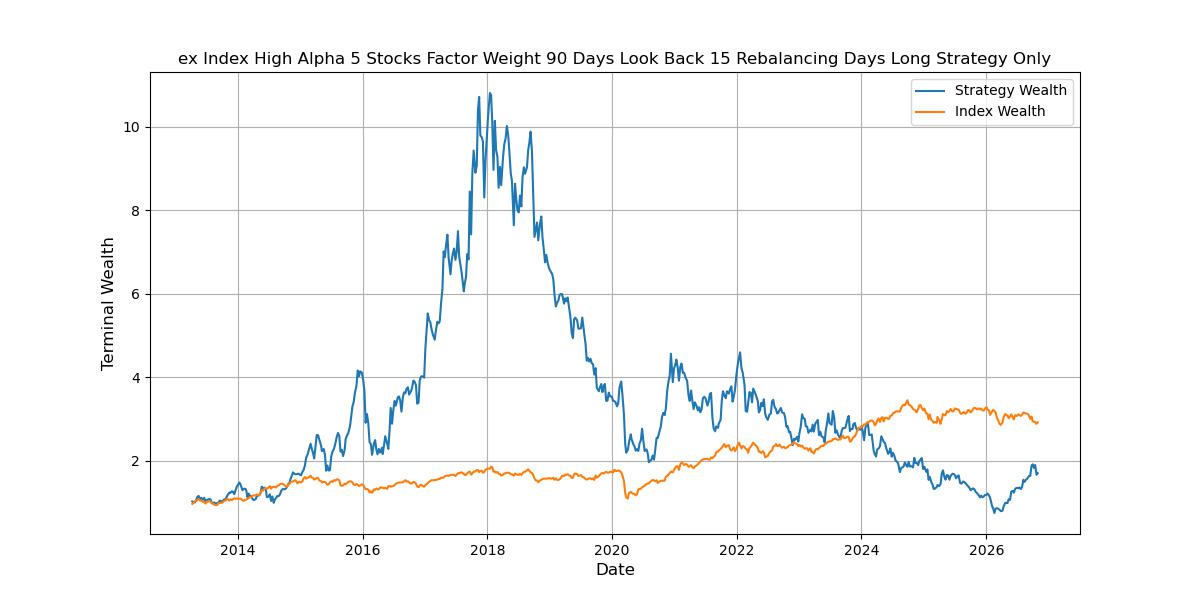 ex Index High Alpha 5 Stocks Factor Weight 90 Days Look Back 15 Rebalancing Days Long Strategy Only
Strategy Wealth
Index Wealth
Terminal Wealth
10
8
6
4
2
2014 2016 2018 2020 2022 2024 2026
Date